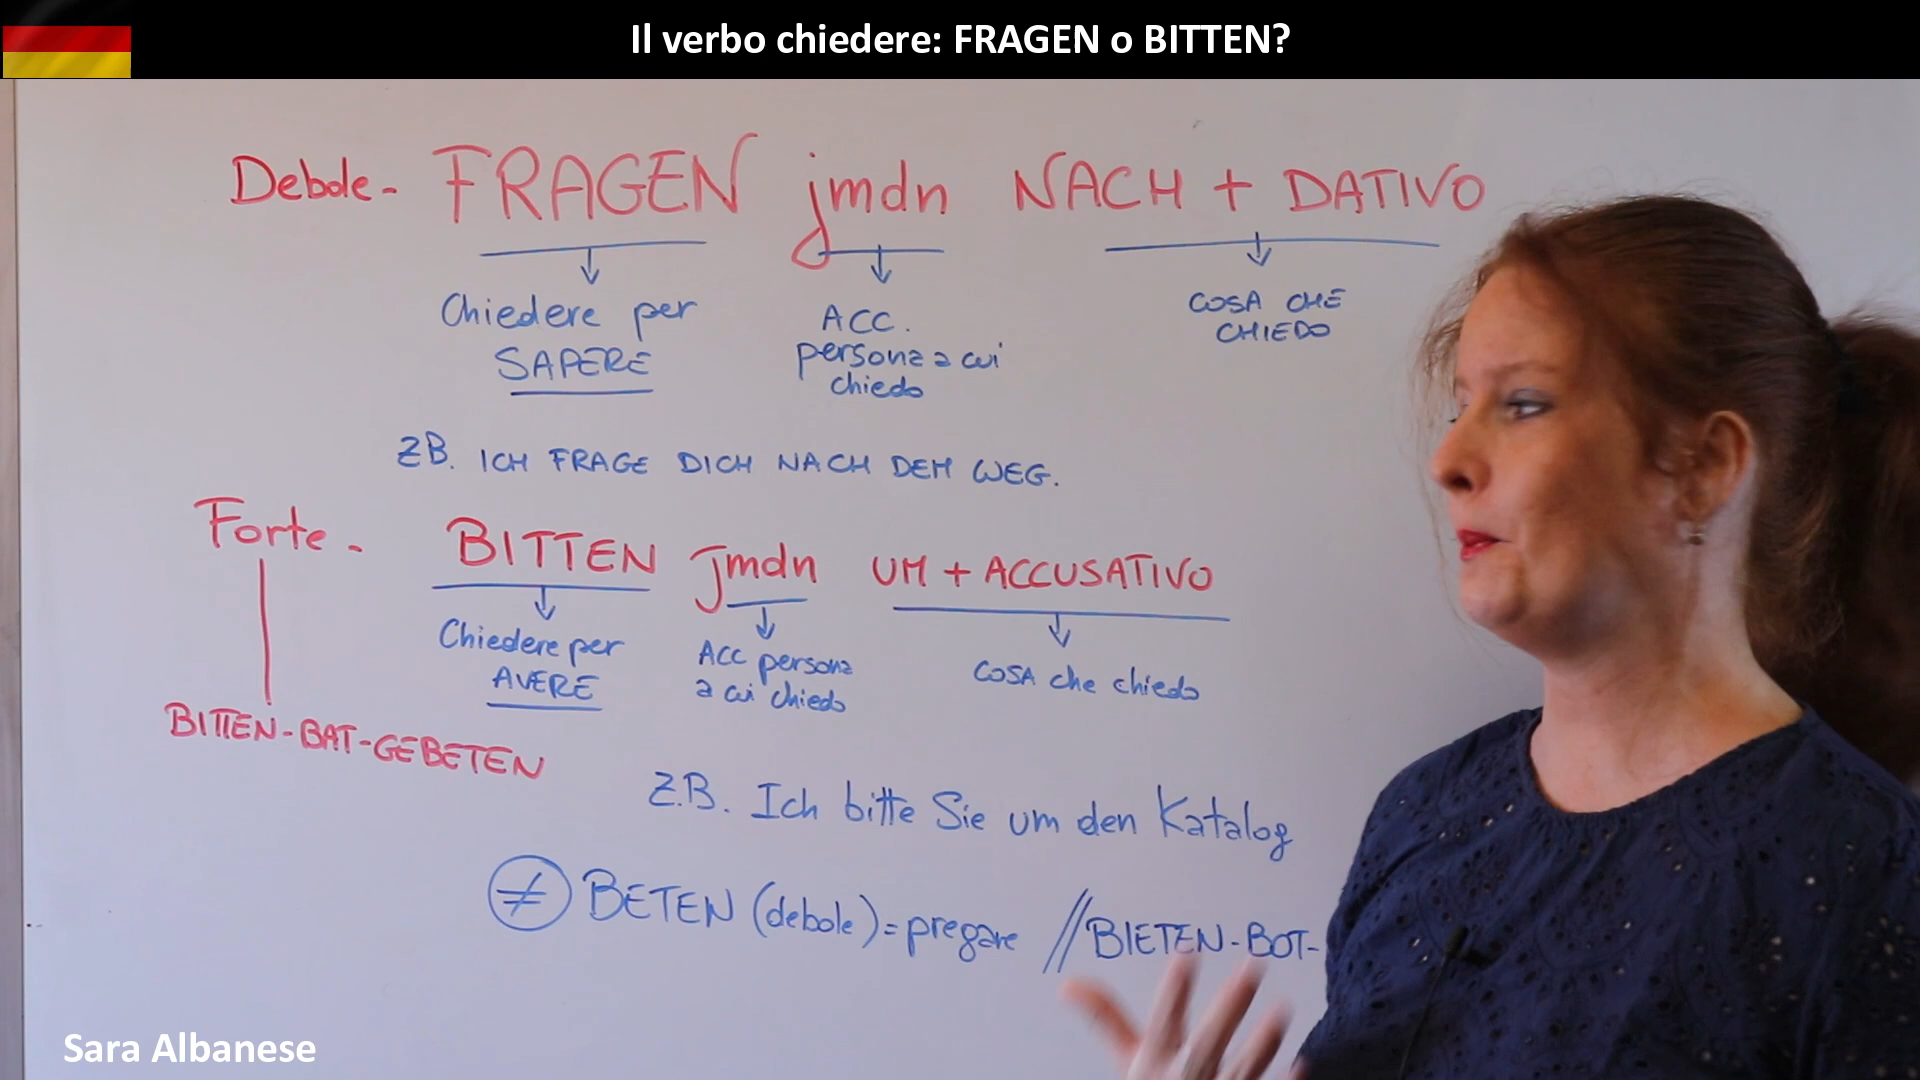 Il verbo chiedere: FRAGEN o BITTEN?
Debole - FRAGEN jmdn NACH + DATIVO
Chiedere per
SAPERE
ACC.
persona a cui
chiedo
COSA CHE
CHIEDO
ZB. ICH FRAGE DICH NACH DEM WEG.
Forte - BITTEN Jmdn UM + ACCUSATIVO
Chiedere per
AVERE
ACC persona
a cui chiedo
COSA che chiedo
BITTEN-BAT-GEBETEN
Z.B. Ich bitte Sie um den Katalog
≠ BETEN (debole) = pregare // BIETEN-BOT-
Sara Albanese